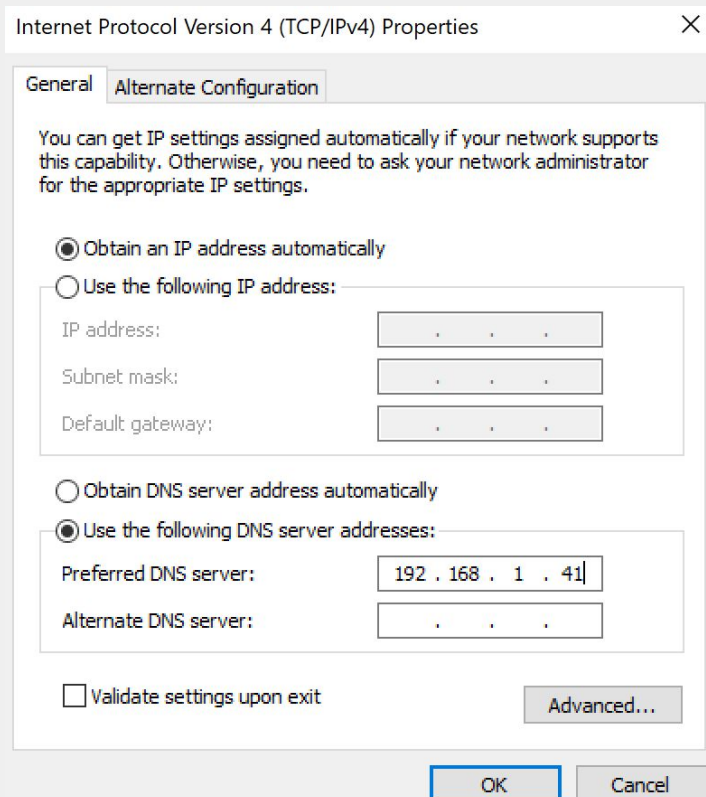 Internet Protocol Version 4 (TCP/IPv4) Properties
General
Alternate Configuration
You can get IP settings assigned automatically if your network supports
this capability. Otherwise, you need to ask your network administrator
for the appropriate IP settings.
Obtain an IP address automatically
Use the following IP address:
IP address:
. . .
Subnet mask:
. . .
Default gateway:
. . .
Obtain DNS server address automatically
Use the following DNS server addresses:
Preferred DNS server:
192 . 168 . 1 . 41
Alternate DNS server:
. . .
Validate settings upon exit
Advanced...
OK
Cancel